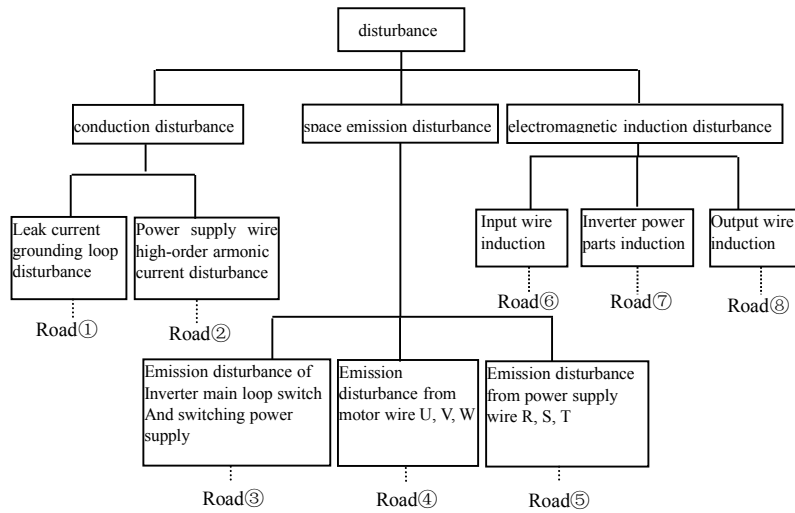 disturbance
conduction disturbance
space emission disturbance
electromagnetic induction disturbance
Leak current
grounding loop
disturbance
Power supply wire
high-order armonic
current disturbance
Input wire
induction
Inverter power
parts induction
Output wire
induction
Road①
Road②
Road⑥
Road⑦
Road⑧
Emission disturbance of
Inverter main loop switch
And switching power
supply
Emission
disturbance from
motor wire U, V, W
Emission disturbance
from power supply
wire R, S, T
Road③
Road④
Road⑤